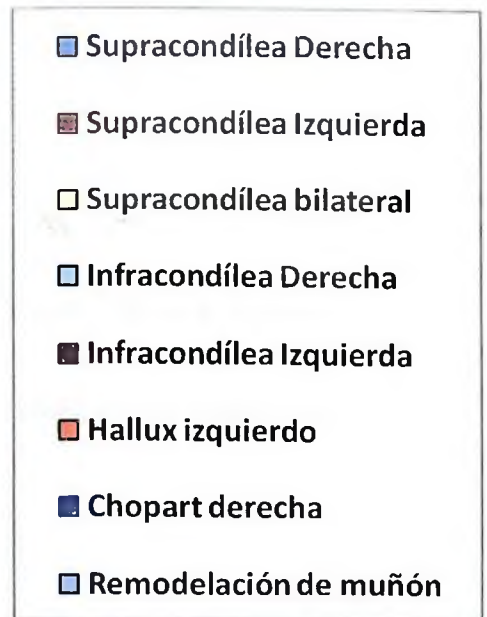 Supracondílea Derecha
Supracondílea Izquierda
Supracondílea bilateral
Infracondílea Derecha
Infracondílea Izquierda
Hallux izquierdo
Chopart derecha
Remodelación de muñón